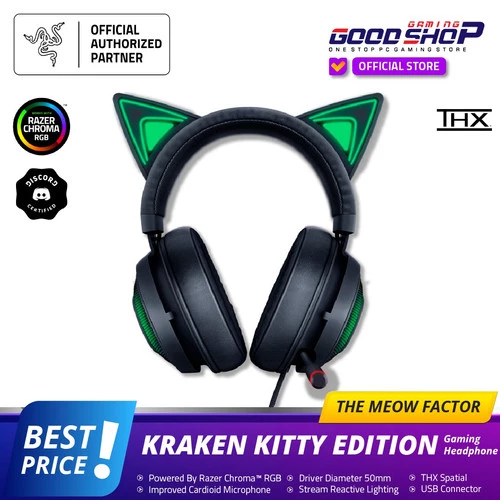 OFFICIAL
AUTHORIZED
PARTNER
GAMING
GOODSHOP
ONE STOP PC GAMING STORE
OFFICIAL STORE
RAZER
CHROMA
RGB
THX
DISCORD
CERTIFIED
THE MEOW FACTOR
BEST
PRICE!
KRAKEN KITTY EDITION Gaming Headphone
• Powered By Razer Chroma™ RGB • Driver Diameter 50mm • THX Spatial
• Improved Cardioid Microphone • Stream Reactive Lighting • USB Connector